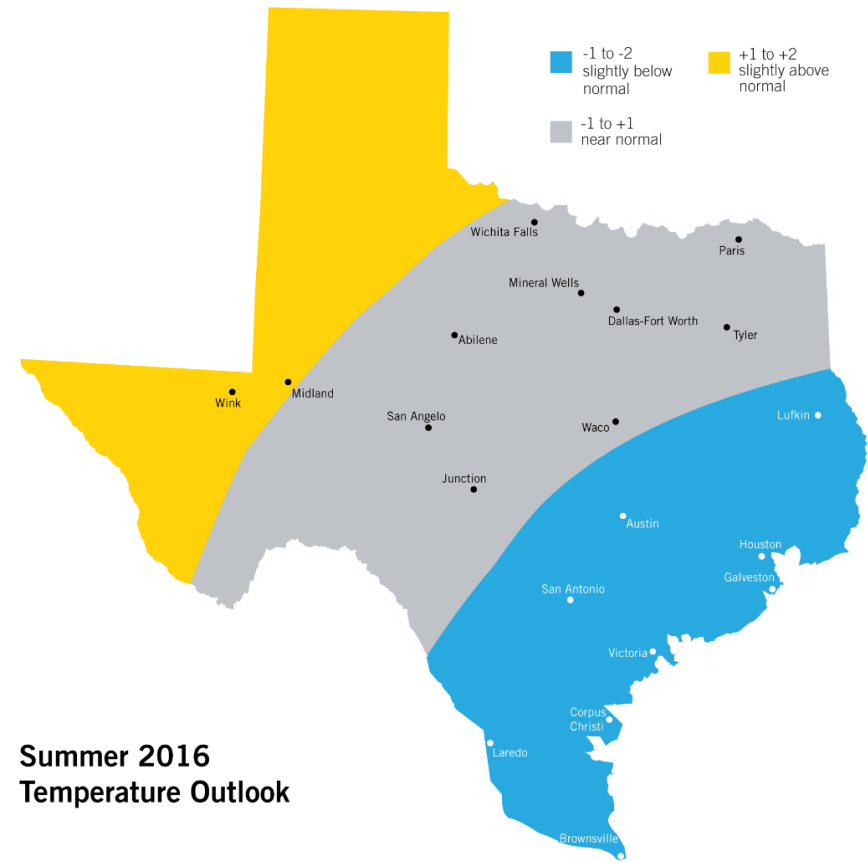 -1 to -2
slightly below
normal
+1 to +2
slightly above
normal
-1 to +1
near normal
Wichita Falls
Paris
Mineral Wells
Dallas-Fort Worth
Tyler
Abilene
Midland
Wink
San Angelo
Waco
Lufkin
Junction
Austin
Houston
Galveston
San Antonio
Victoria
Corpus
Christi
Laredo
Brownsville
Summer 2016
Temperature Outlook